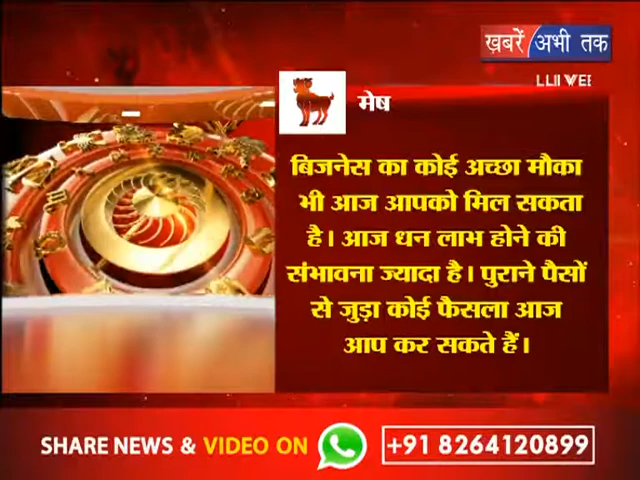 ख़बरें अभी तक
मेष
बिजनेस का कोई अच्छा मौका
भी आज आपको मिल सकता
है। आज धन लाभ होने की
संभावना ज्यादा है। पुराने पैसों
से जुड़ा कोई फैसला आज
आप कर सकते हैं।
SHARE NEWS & VIDEO ON +91 8264120899